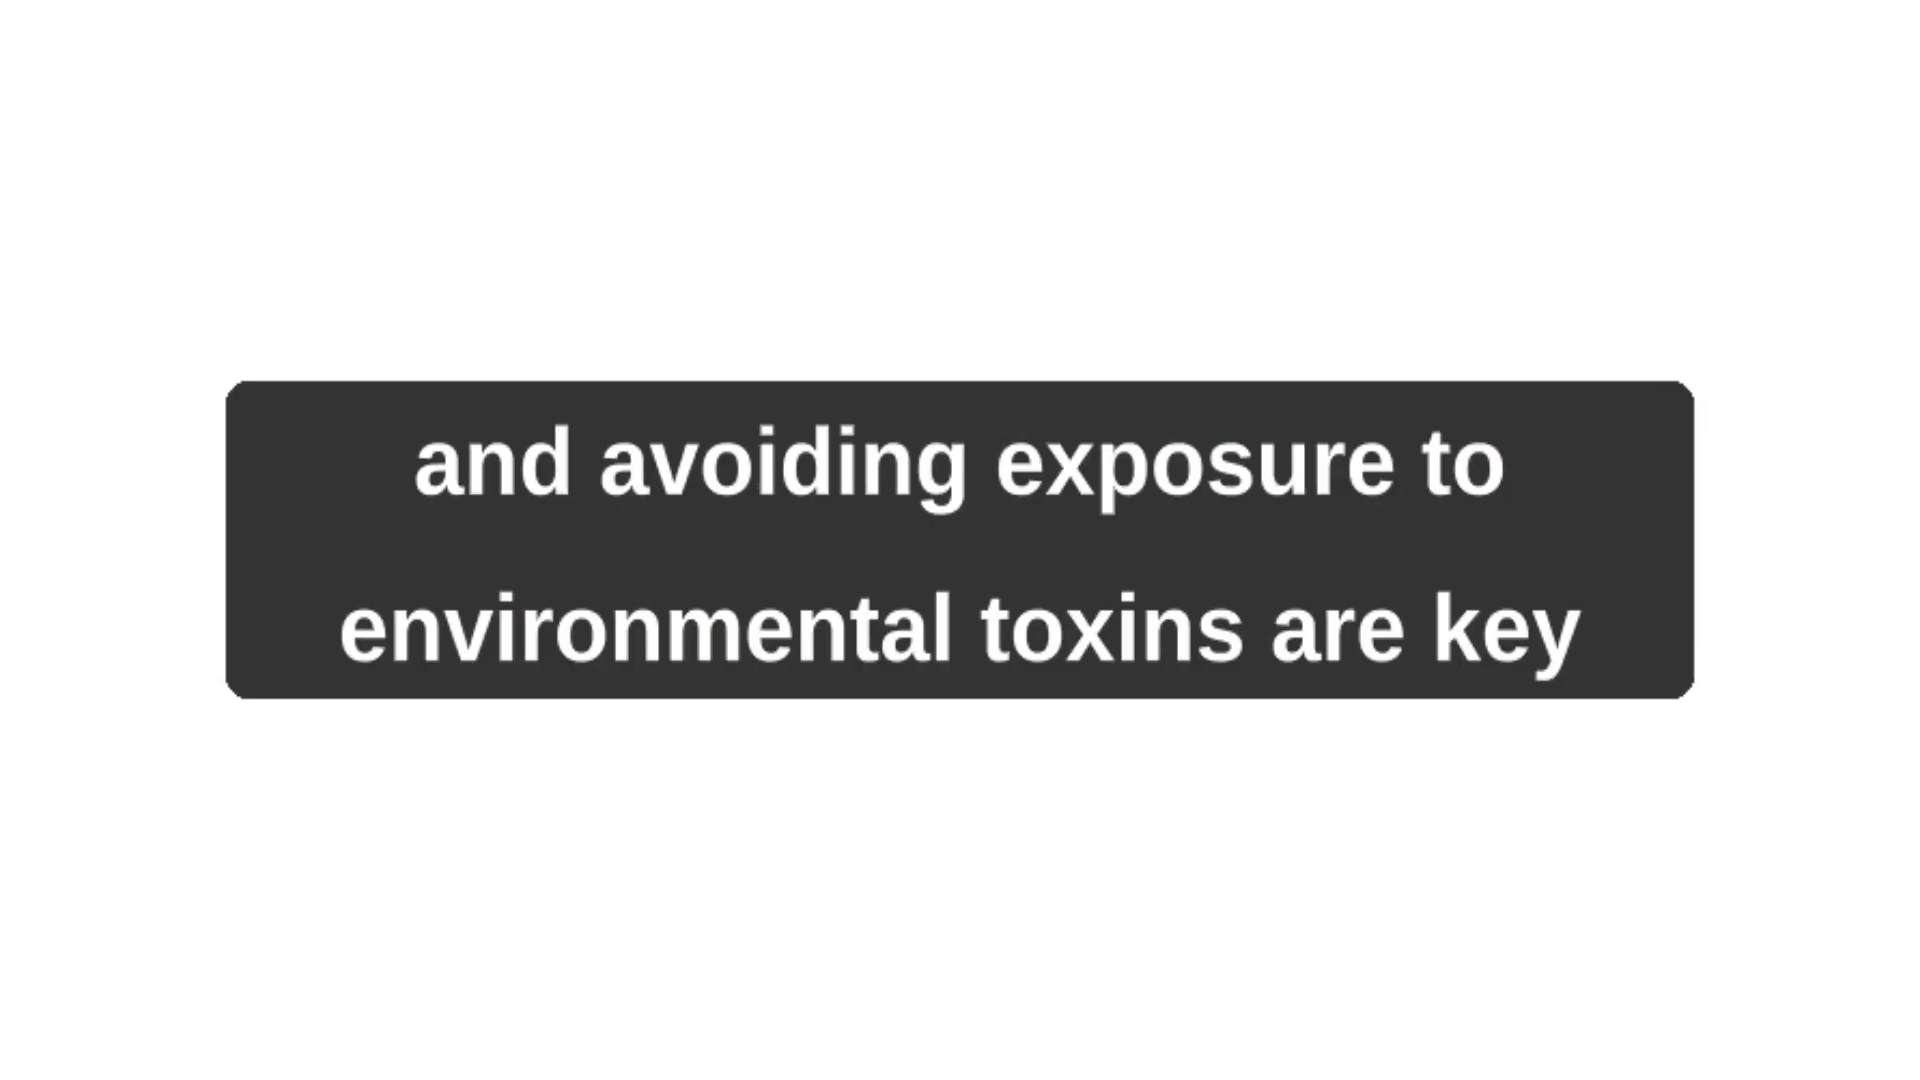 and avoiding exposure to
environmental toxins are key